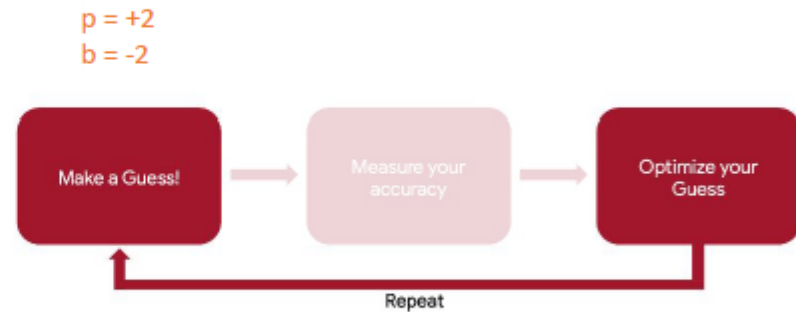 p = +2
b = -2
Make a Guess!
Measure your
accuracy
Optimize your
Guess
Repeat